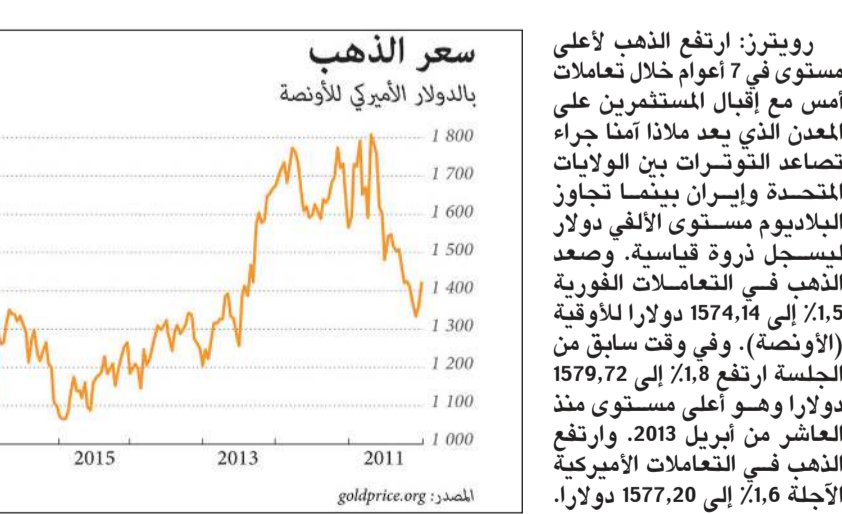 رويترز: ارتفع الذهب لأعلى
مستوى في 7 أعوام خلال تعاملات
أمس مع إقبال المستثمرين على
المعدن الذي يعد ملاذا آمنا جراء
تصاعد التوترات بين الولايات
المتحدة وإيران بينما تجاوز
البلاديوم مستوى الألفي دولار
ليسجل ذروة قياسية. وصعد
الذهب في التعاملات الفورية
1,5٪ إلى 1574,14 دولارا للأوقية
(الأونصة). وفي وقت سابق من
الجلسة ارتفع 1,8٪ إلى 1579,72
دولارا وهو أعلى مستوى منذ
العاشر من أبريل 2013. وارتفع
الذهب في التعاملات الأميركية
الآجلة 1,6٪ إلى 1577,20 دولارا.
سعر الذهب
بالدولار الأميركي للأونصة
1 800
1 700
1 600
1 500
1 400
1 300
1 200
1 100
1 000
2015 2013 2011
المصدر: goldprice.org